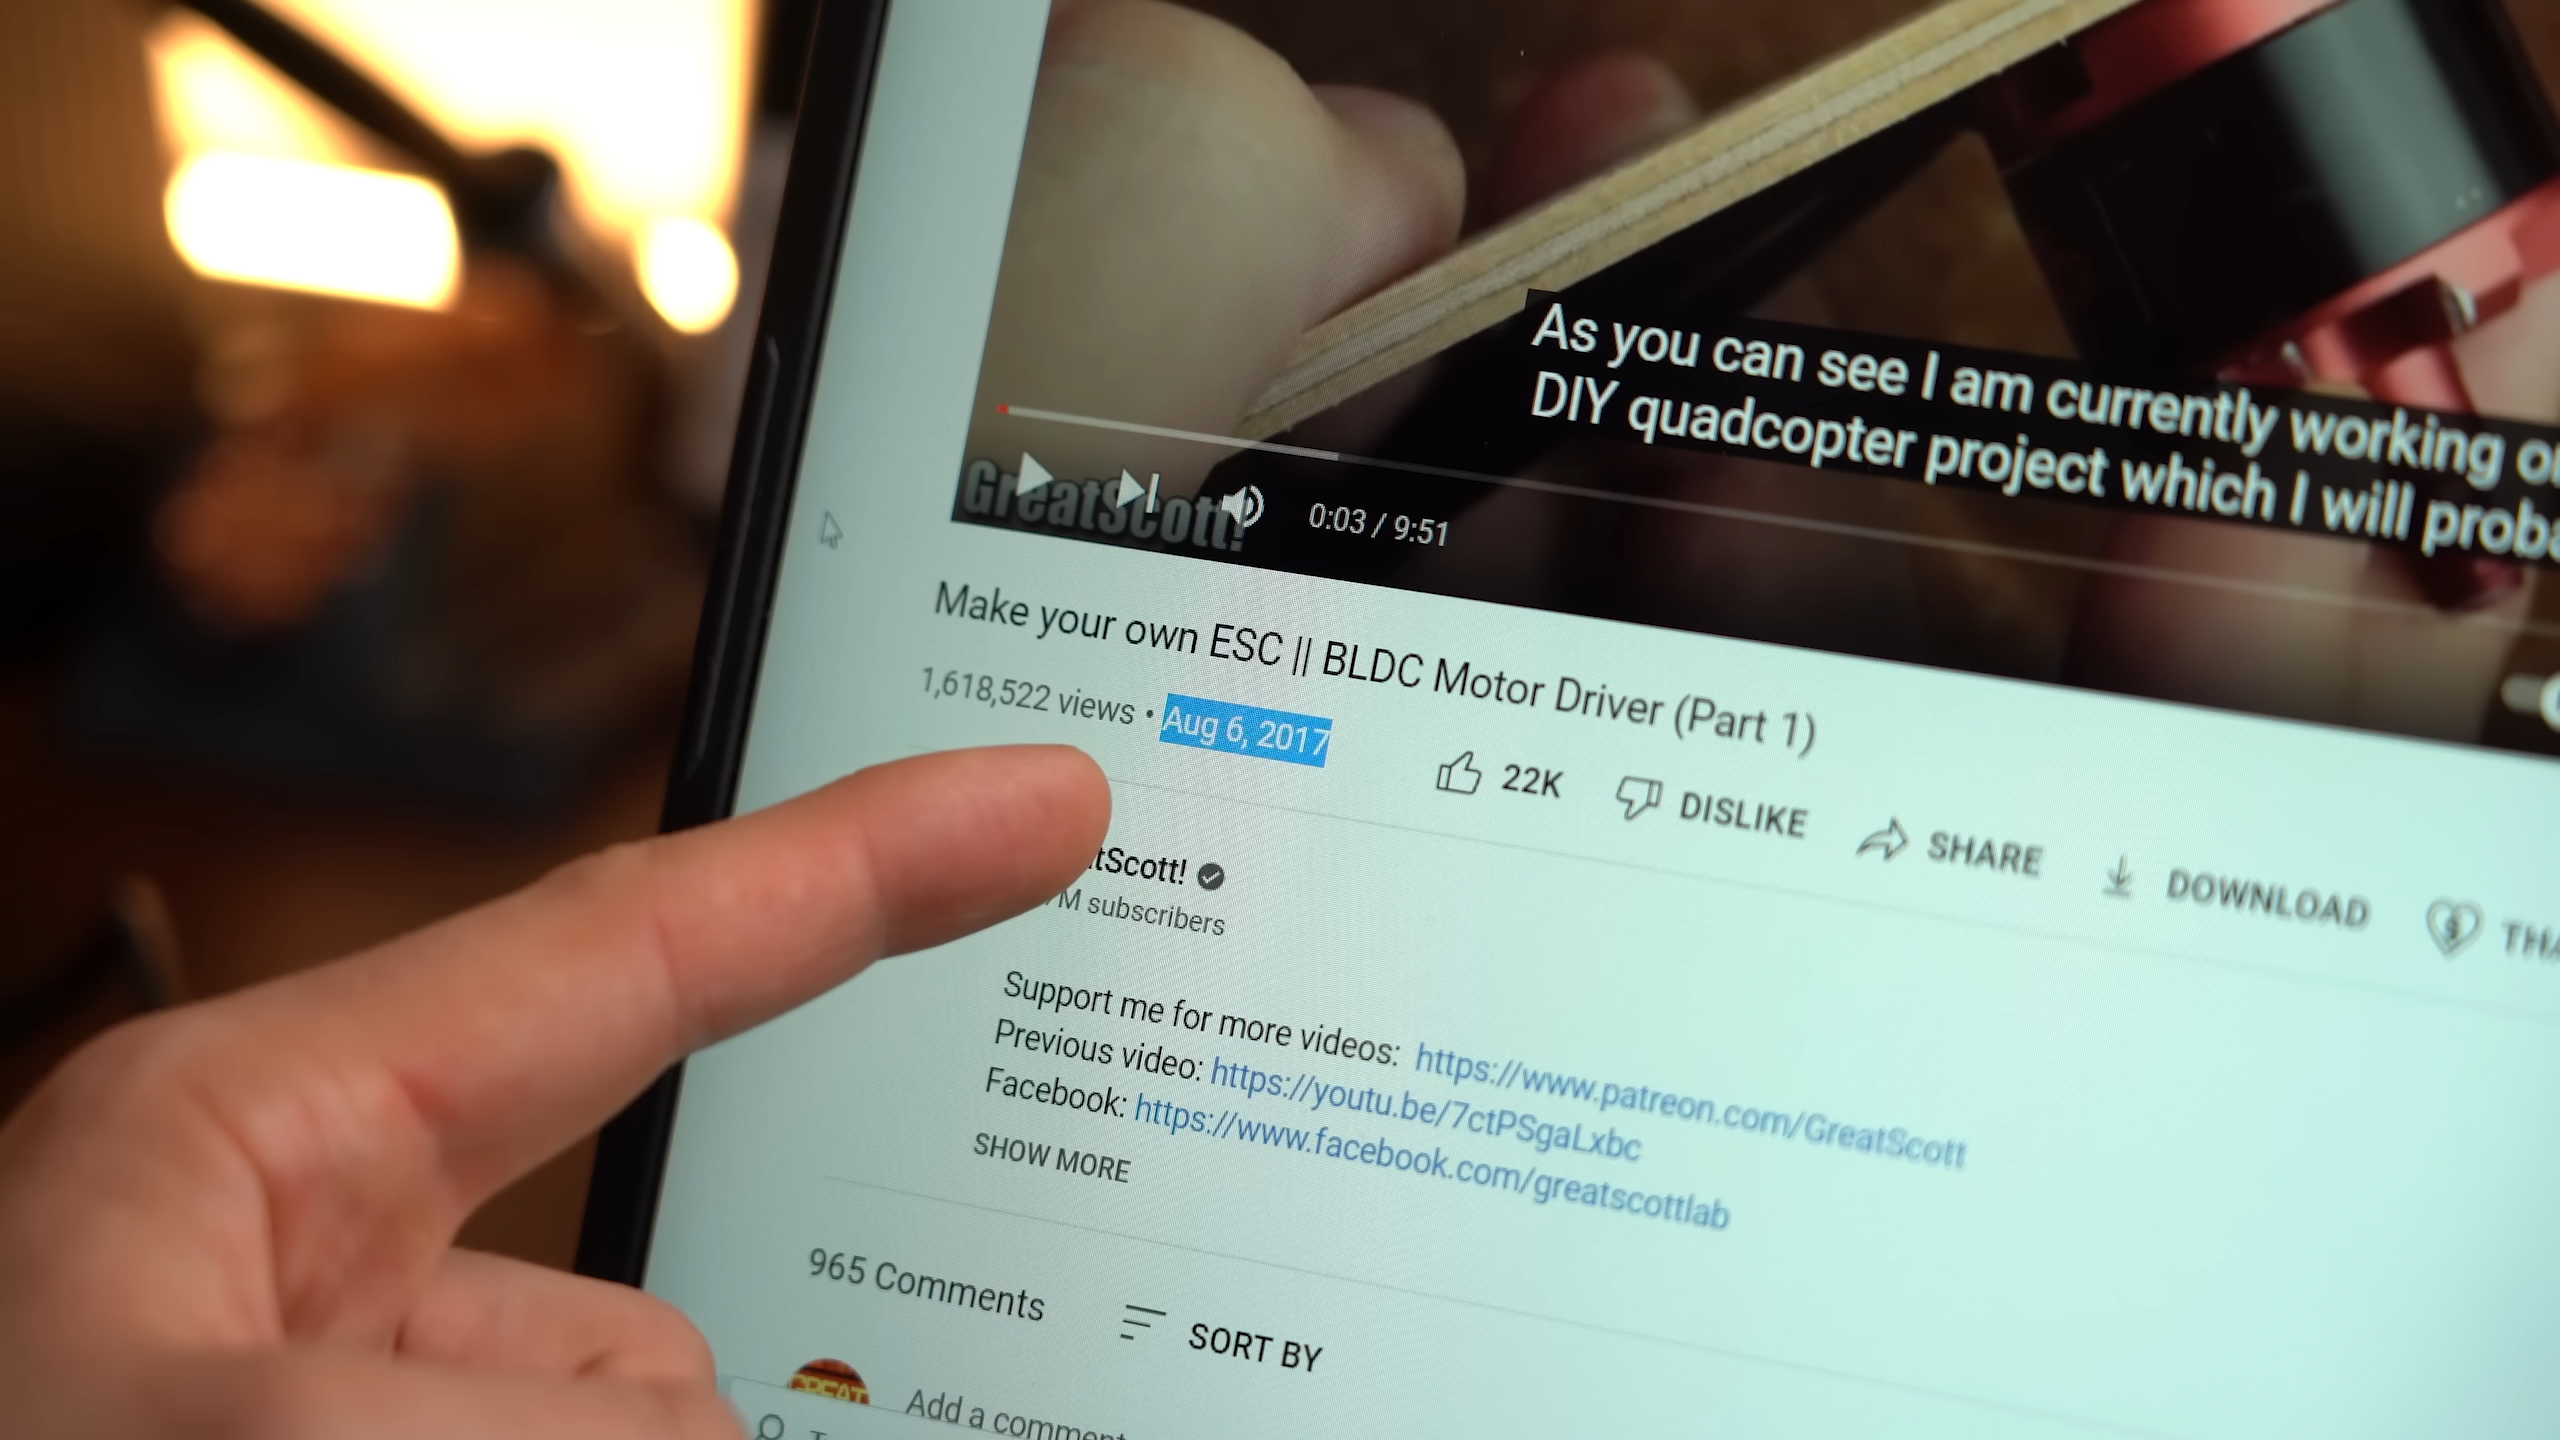 As you can see I am currently working
DIY quadcopter project which I will
GreatScott!
0:03 / 9:51
Make your own ESC || BLDC Motor Driver (Part 1)
1,618,522 views • Aug 6, 2017
22K DISLIKE SHARE DOWNLOAD
tScott!
M subscribers
Support me for more videos: https://www.patreon.com/GreatScott
Previous video: https://youtu.be/7ctPSgaLxbc
Facebook: https://www.facebook.com/greatscottlab
SHOW MORE
965 Comments SORT BY
GREAT
Add a comment